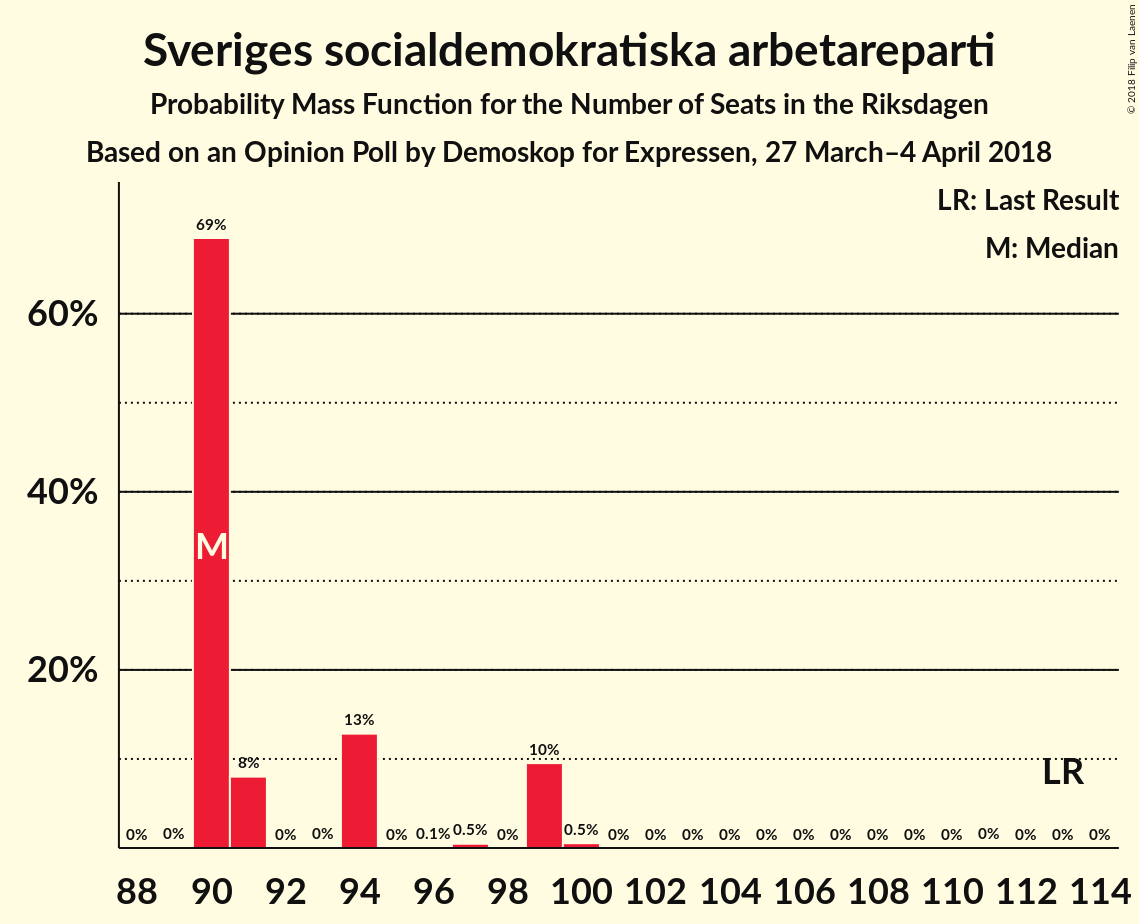 Sveriges socialdemokratiska arbetareparti
Probability Mass Function for the Number of Seats in the Riksdagen
Based on an Opinion Poll by Demoskop for Expressen, 27 March–4 April 2018
© 2018 Filip van Laenen
LR: Last Result
M: Median
60%
40%
20%
69%
M
13%
8%
10%
LR
0% 0% 0% 0% 0% 0.1% 0.5% 0% 0.5% 0% 0% 0% 0% 0% 0% 0% 0% 0% 0% 0% 0% 0% 0%
88 90 92 94 96 98 100 102 104 106 108 110 112 114